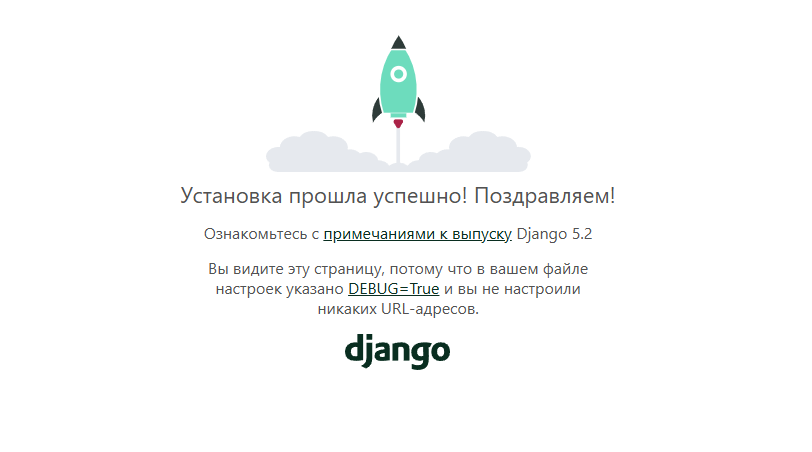 Установка прошла успешно! Поздравляем!
Ознакомьтесь с примечаниями к выпуску Django 5.2
Вы видите эту страницу, потому что в вашем файле
настроек указано DEBUG=True и вы не настроили
никаких URL-адресов.
django